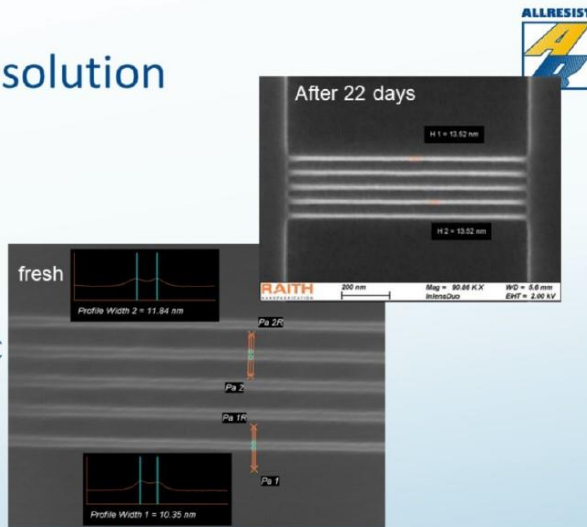 ALLRESIST
AR
solution
After 22 days
H 1 = 13.52 nm
H 2 = 13.52 nm
RAITH
NANOFABRICATION
200 nm
Mag = 90.86 K X
InlensDuo
WD = 5.6 mm
EHT = 2.00 kV
fresh
Profile Width 2 = 11.84 nm
Pa 2R
Pa 2
Pa 1R
Pa 1
Profile Width 1 = 10.35 nm